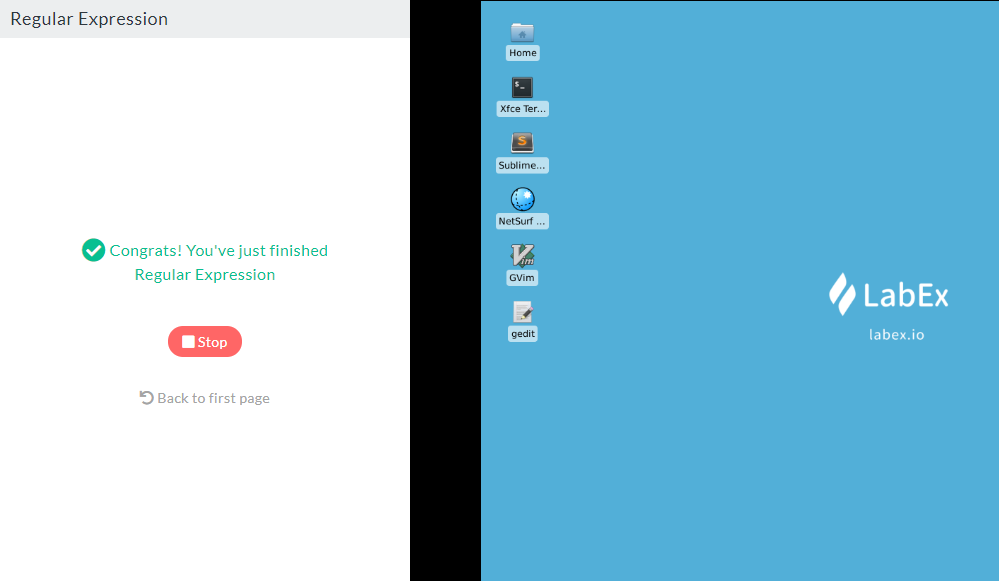 Regular Expression
Congrats! You've just finished
Regular Expression
Stop
Back to first page
Home
$_
Xfce Ter...
S
Sublime...
NetSurf ...
Vim
GVim
gedit
LabEx
labex.io